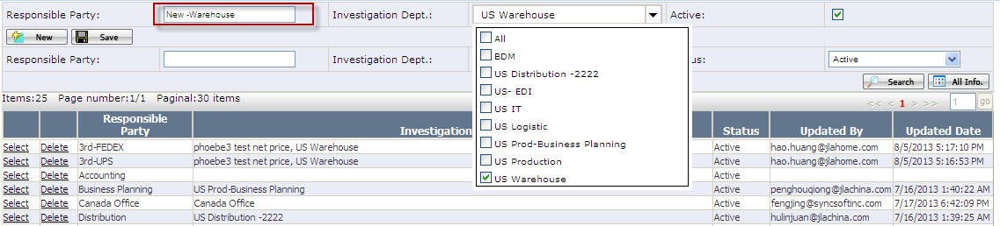 Responsible Party: New -Warehouse Investigation Dept.: US Warehouse Active:
New Save
All
BDM
US Distribution -2222
US- EDI
US IT
US Logistic
US Prod-Business Planning
US Production
US Warehouse
Responsible Party: Investigation Dept.: us: Active
Search All Info.
Items:25 Page number:1/1 Paginal:30 items << < 1 > >> 1 go
Responsible Party Investigation Status Updated By Updated Date
Select Delete 3rd-FEDEX phoebe3 test net price, US Warehouse Active hao.huang@jlahome.com 8/5/2013 5:17:10 PM
Select Delete 3rd-UPS phoebe3 test net price, US Warehouse Active hao.huang@jlahome.com 8/5/2013 5:16:53 PM
Select Delete Accounting Active
Select Delete Business Planning US Prod-Business Planning Active penghouqiong@jlachina.com 7/16/2013 1:40:22 AM
Select Delete Canada Office Canada Office Active fengjing@syncsoftinc.com 7/17/2013 6:42:09 PM
Select Delete Distribution US Distribution -2222 Active hulinjuan@jlachina.com 7/16/2013 1:39:25 AM